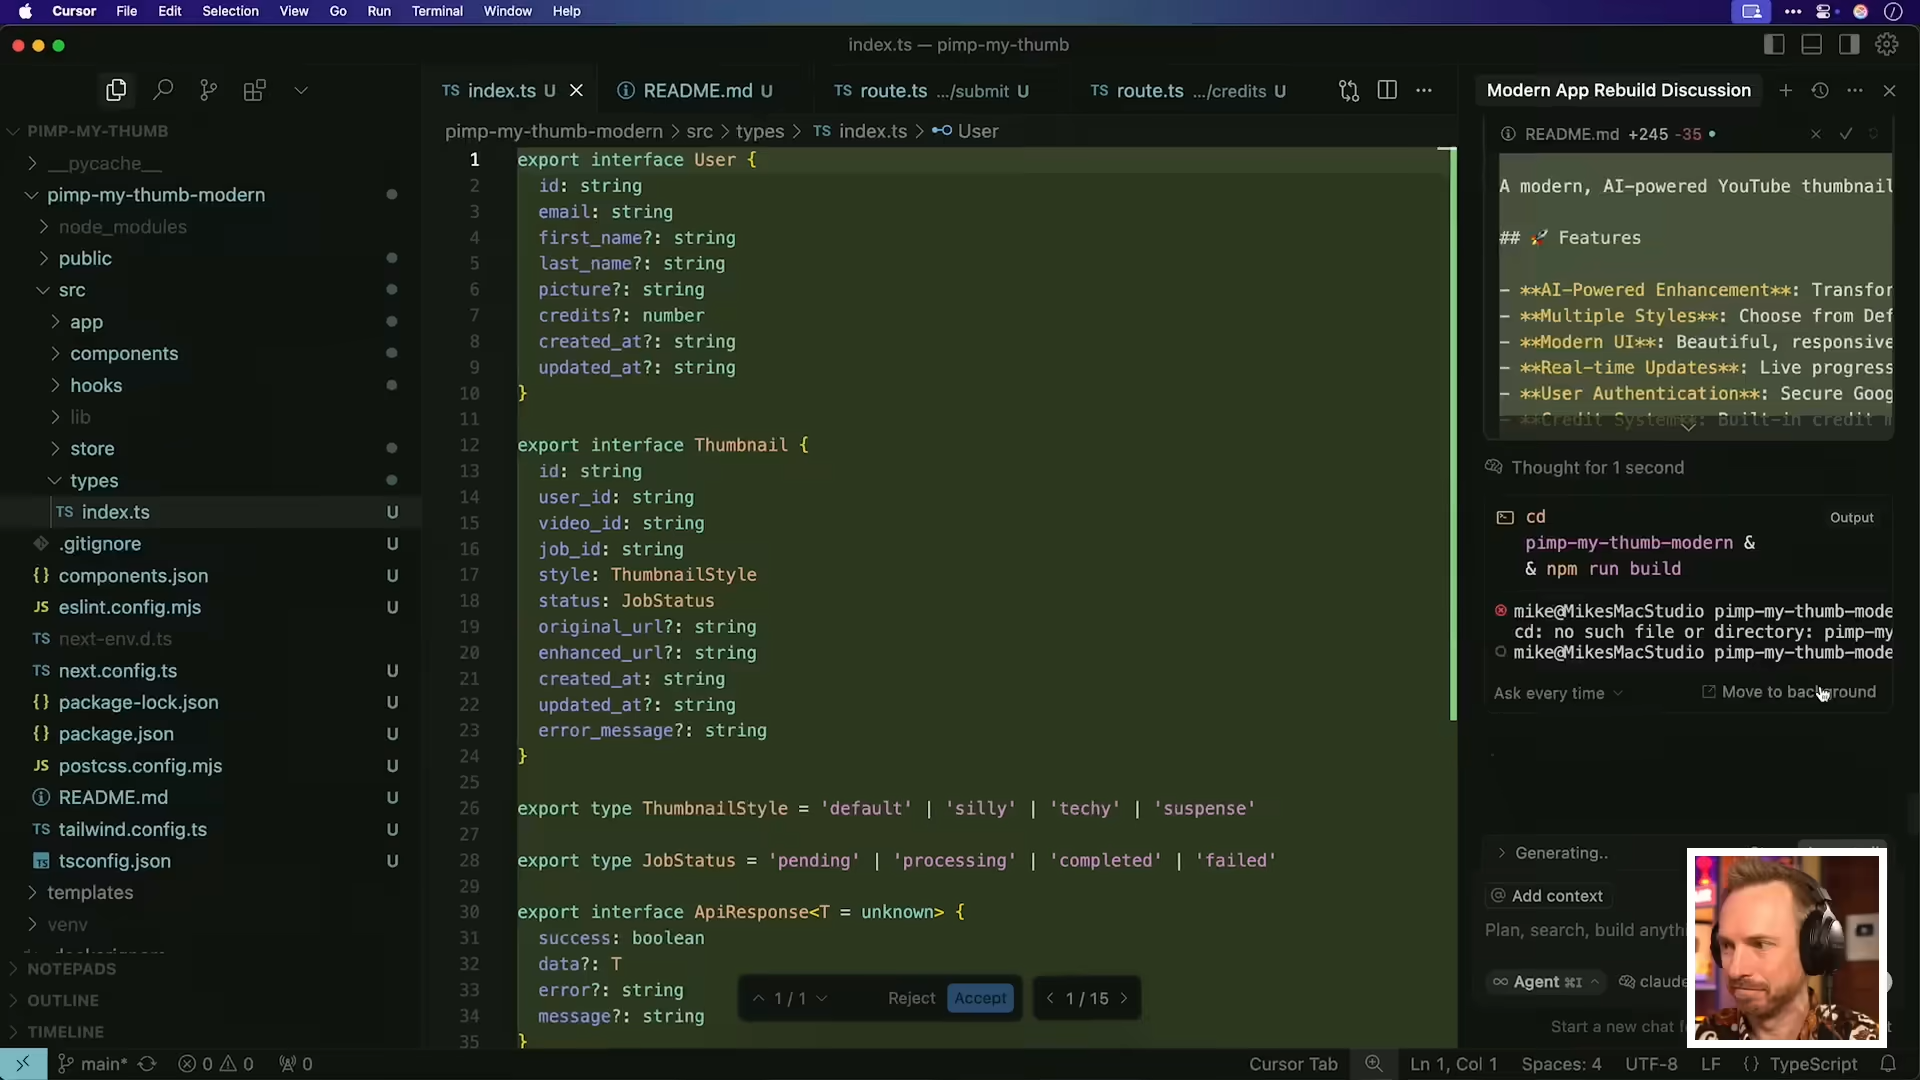 Cursor File Edit Selection View Go Run Terminal Window Help
index.ts — pimp-my-thumb
TS index.ts U
README.md U
TS route.ts .../submit U
TS route.ts .../credits U
Modern App Rebuild Discussion
PIMP-MY-THUMB
__pycache__
pimp-my-thumb-modern
node_modules
public
src
app
components
hooks
lib
store
types
TS index.ts U
.gitignore U
{} components.json U
JS eslint.config.mjs U
TS next-env.d.ts
TS next.config.ts U
{} package-lock.json U
{} package.json U
JS postcss.config.mjs U
README.md U
TS tailwind.config.ts U
TS tsconfig.json U
templates
venv
NOTEPADS
OUTLINE
TIMELINE
pimp-my-thumb-modern > src > types > TS index.ts > User
1 export interface User {
2 id: string
3 email: string
4 first_name?: string
5 last_name?: string
6 picture?: string
7 credits?: number
8 created_at?: string
9 updated_at?: string
10 }
11
12 export interface Thumbnail {
13 id: string
14 user_id: string
15 video_id: string
16 job_id: string
17 style: ThumbnailStyle
18 status: JobStatus
19 original_url?: string
20 enhanced_url?: string
21 created_at: string
22 updated_at?: string
23 error_message?: string
24 }
25
26 export type ThumbnailStyle = 'default' | 'silly' | 'techy' | 'suspense'
27
28 export type JobStatus = 'pending' | 'processing' | 'completed' | 'failed'
29
30 export interface ApiResponse<T = unknown> {
31 success: boolean
32 data?: T
33 error?: string
34 message?: string
35 }
1 / 1 Reject Accept
< 1 / 15 >
README.md +245 -35
A modern, AI-powered YouTube thumbnail
## 🚀 Features
- **AI-Powered Enhancement**: Transfor
- **Multiple Styles**: Choose from Def
- **Modern UI**: Beautiful, responsive
- **Real-time Updates**: Live progress
- **User Authentication**: Secure Goog
- **Credit System**: Built-in credit m
Thought for 1 second
cd
Output
pimp-my-thumb-modern &
& npm run build
mike@MikesMacStudio pimp-my-thumb-mode
cd: no such file or directory: pimp-my
mike@MikesMacStudio pimp-my-thumb-mode
Ask every time
Move to background
Generating..
@ Add context
Plan, search, build anyth
Agent ⌘I
claude
Start a new chat f
main* 0 0 0
Cursor Tab
Ln 1, Col 1
Spaces: 4
UTF-8
LF
{} TypeScript